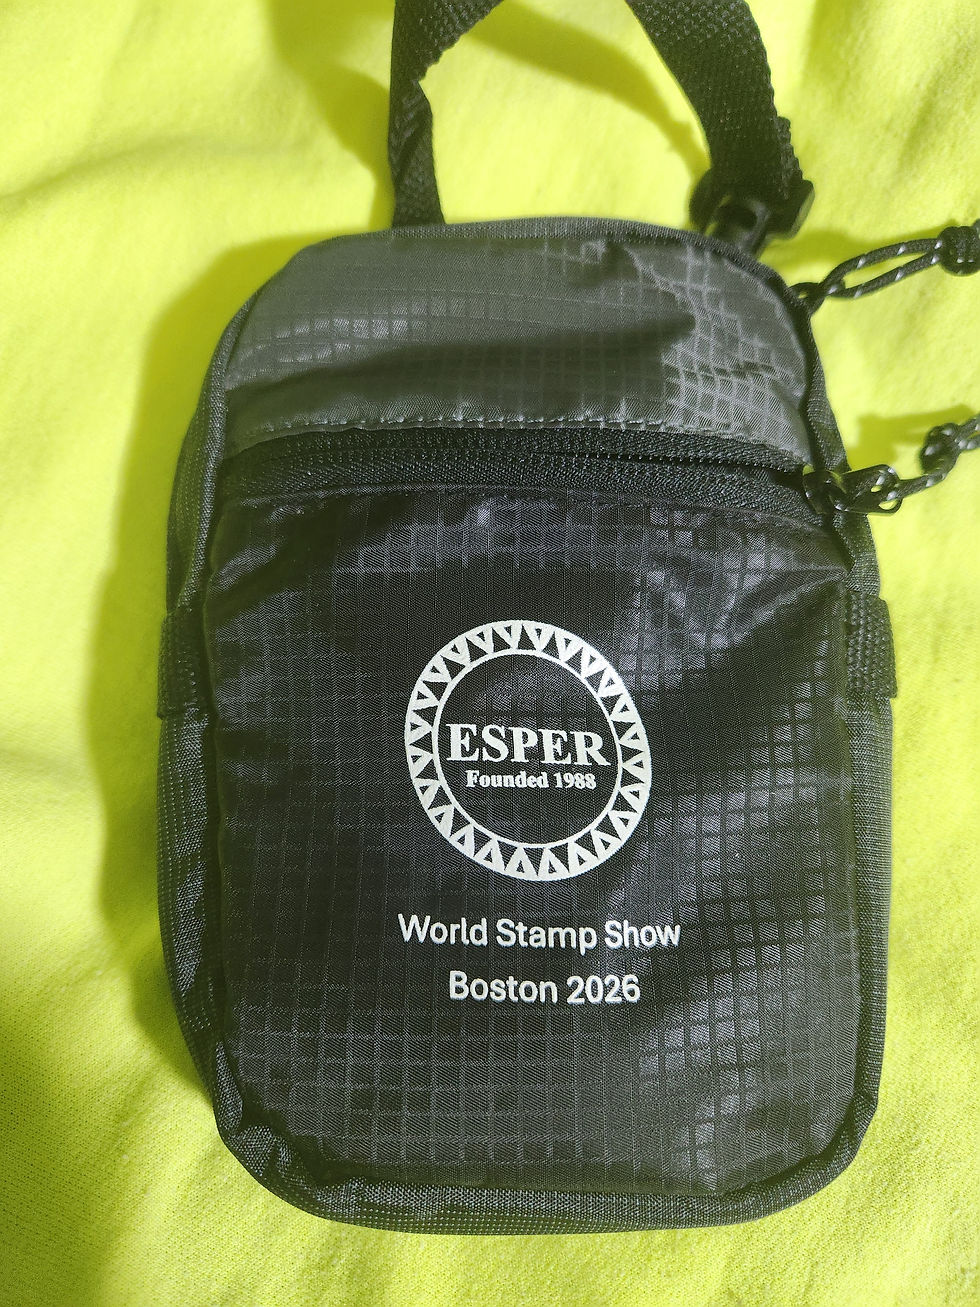 ESPER
Founded 1988
World Stamp Show
Boston 2026